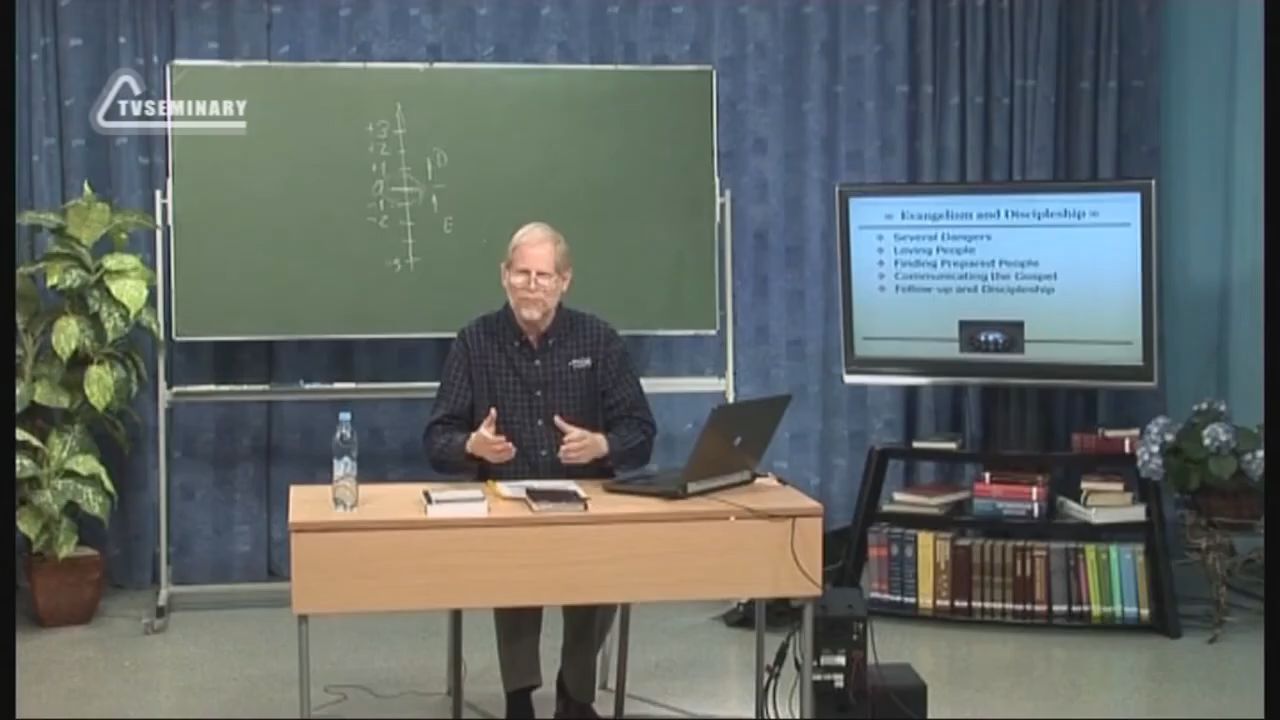 TVSEMINARY
+3
+2
+1
0
-1
-2
-5
D
E
Evangelism and Discipleship
Several Dangers
Loving People
Finding Prepared People
Communicating the Gospel
Follow-up and Discipleship